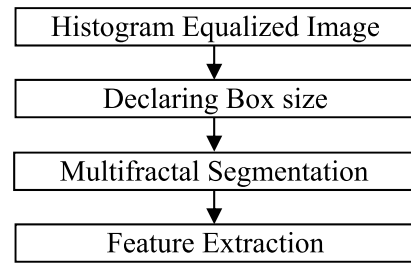 Histogram Equalized Image
Declaring Box size
Multifractal Segmentation
Feature Extraction